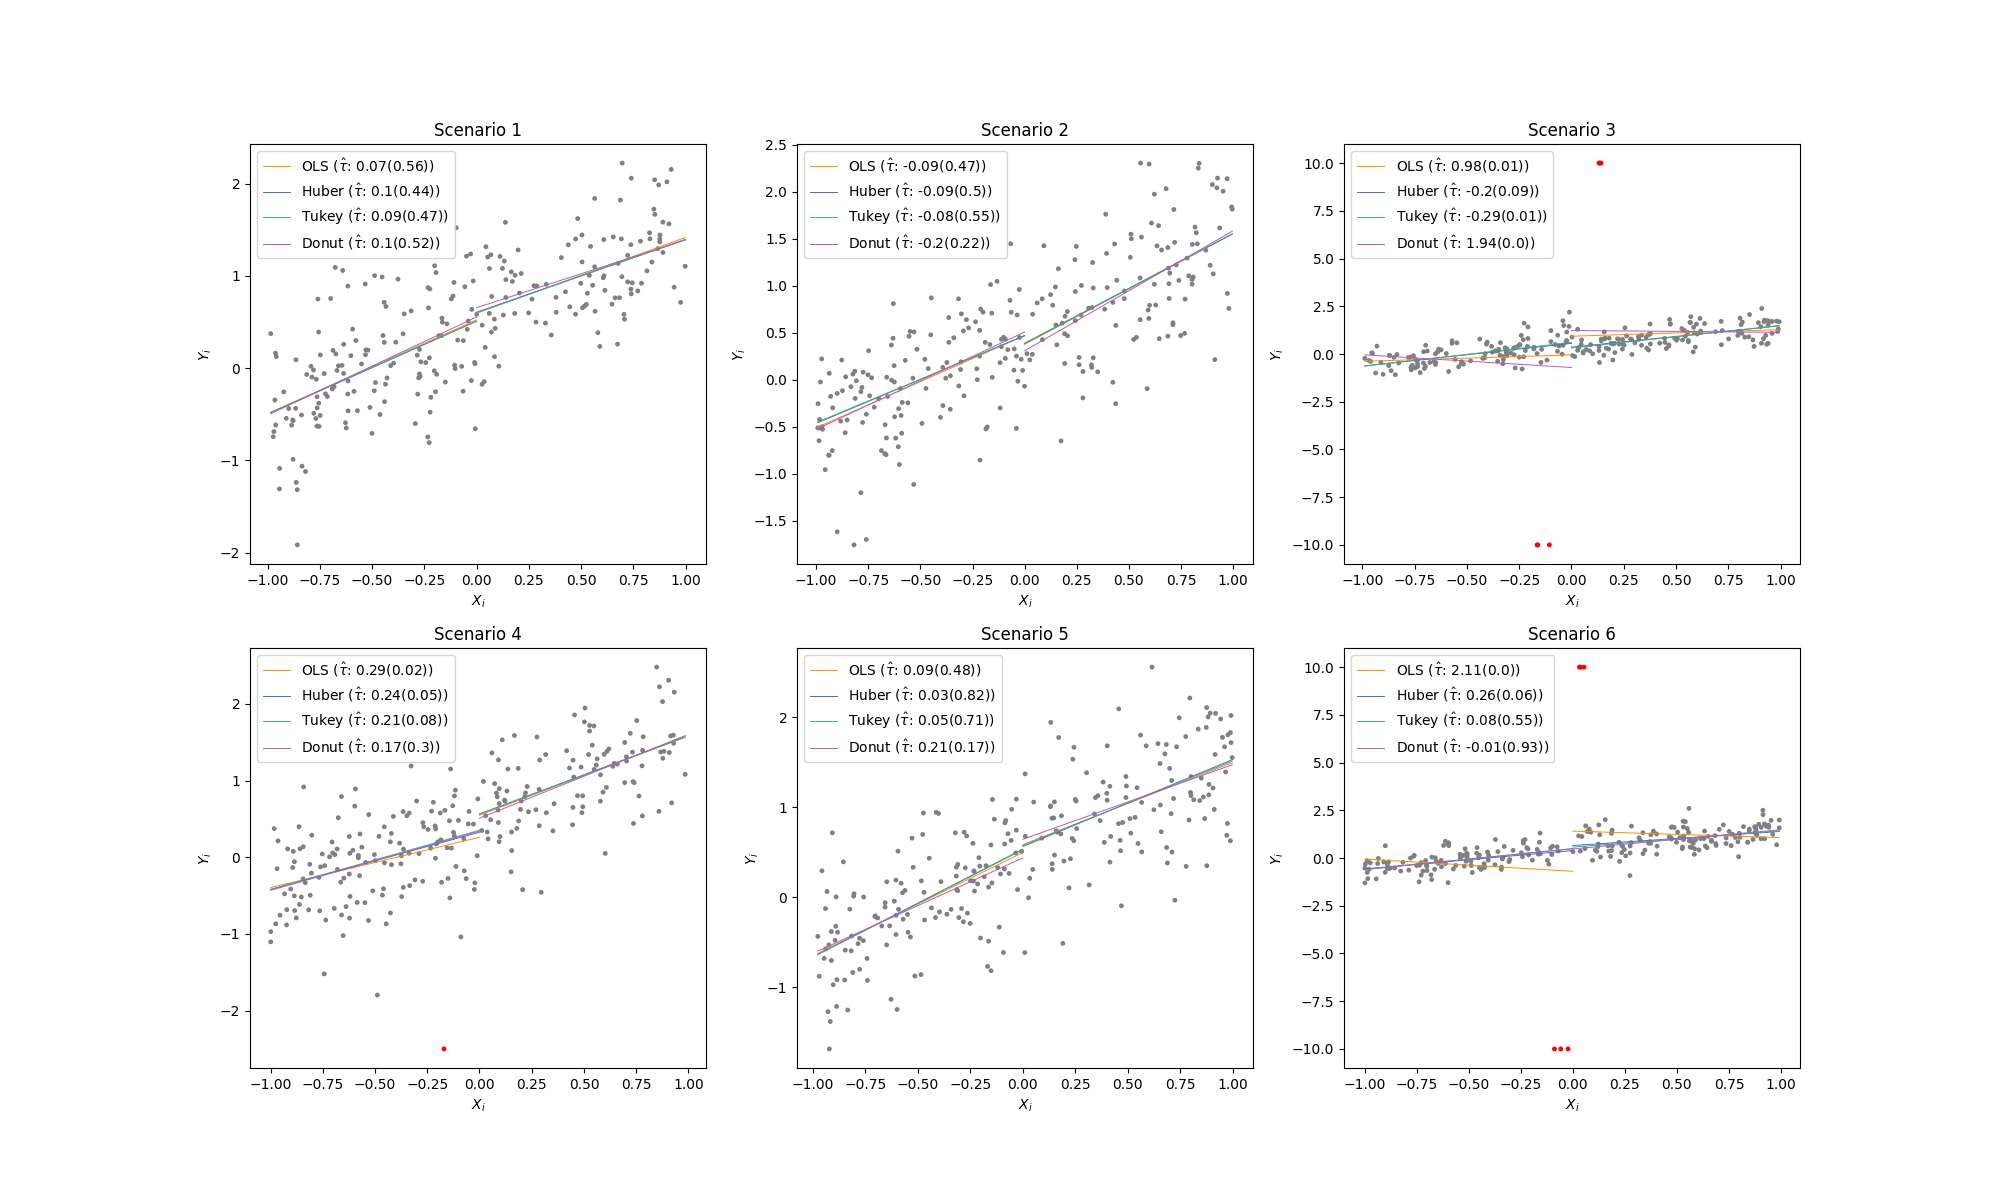 Scenario 1
OLS (τ̂: 0.07(0.56))
Huber (τ̂: 0.1(0.44))
Tukey (τ̂: 0.09(0.47))
Donut (τ̂: 0.1(0.52))
Y_i
2
1
0
−1
−2
−1.00 −0.75 −0.50 −0.25 0.00 0.25 0.50 0.75 1.00
X_i
Scenario 2
OLS (τ̂: -0.09(0.47))
Huber (τ̂: -0.09(0.5))
Tukey (τ̂: -0.08(0.55))
Donut (τ̂: -0.2(0.22))
Y_i
2.5
2.0
1.5
1.0
0.5
0.0
−0.5
−1.0
−1.5
−1.00 −0.75 −0.50 −0.25 0.00 0.25 0.50 0.75 1.00
X_i
Scenario 3
OLS (τ̂: 0.98(0.01))
Huber (τ̂: -0.2(0.09))
Tukey (τ̂: -0.29(0.01))
Donut (τ̂: 1.94(0.0))
Y_i
10.0
7.5
5.0
2.5
0.0
−2.5
−5.0
−7.5
−10.0
−1.00 −0.75 −0.50 −0.25 0.00 0.25 0.50 0.75 1.00
X_i
Scenario 4
OLS (τ̂: 0.29(0.02))
Huber (τ̂: 0.24(0.05))
Tukey (τ̂: 0.21(0.08))
Donut (τ̂: 0.17(0.3))
Y_i
2
1
0
−1
−2
−1.00 −0.75 −0.50 −0.25 0.00 0.25 0.50 0.75 1.00
X_i
Scenario 5
OLS (τ̂: 0.09(0.48))
Huber (τ̂: 0.03(0.82))
Tukey (τ̂: 0.05(0.71))
Donut (τ̂: 0.21(0.17))
Y_i
2
1
0
−1
−1.00 −0.75 −0.50 −0.25 0.00 0.25 0.50 0.75 1.00
X_i
Scenario 6
OLS (τ̂: 2.11(0.0))
Huber (τ̂: 0.26(0.06))
Tukey (τ̂: 0.08(0.55))
Donut (τ̂: -0.01(0.93))
Y_i
10.0
7.5
5.0
2.5
0.0
−2.5
−5.0
−7.5
−10.0
−1.00 −0.75 −0.50 −0.25 0.00 0.25 0.50 0.75 1.00
X_i